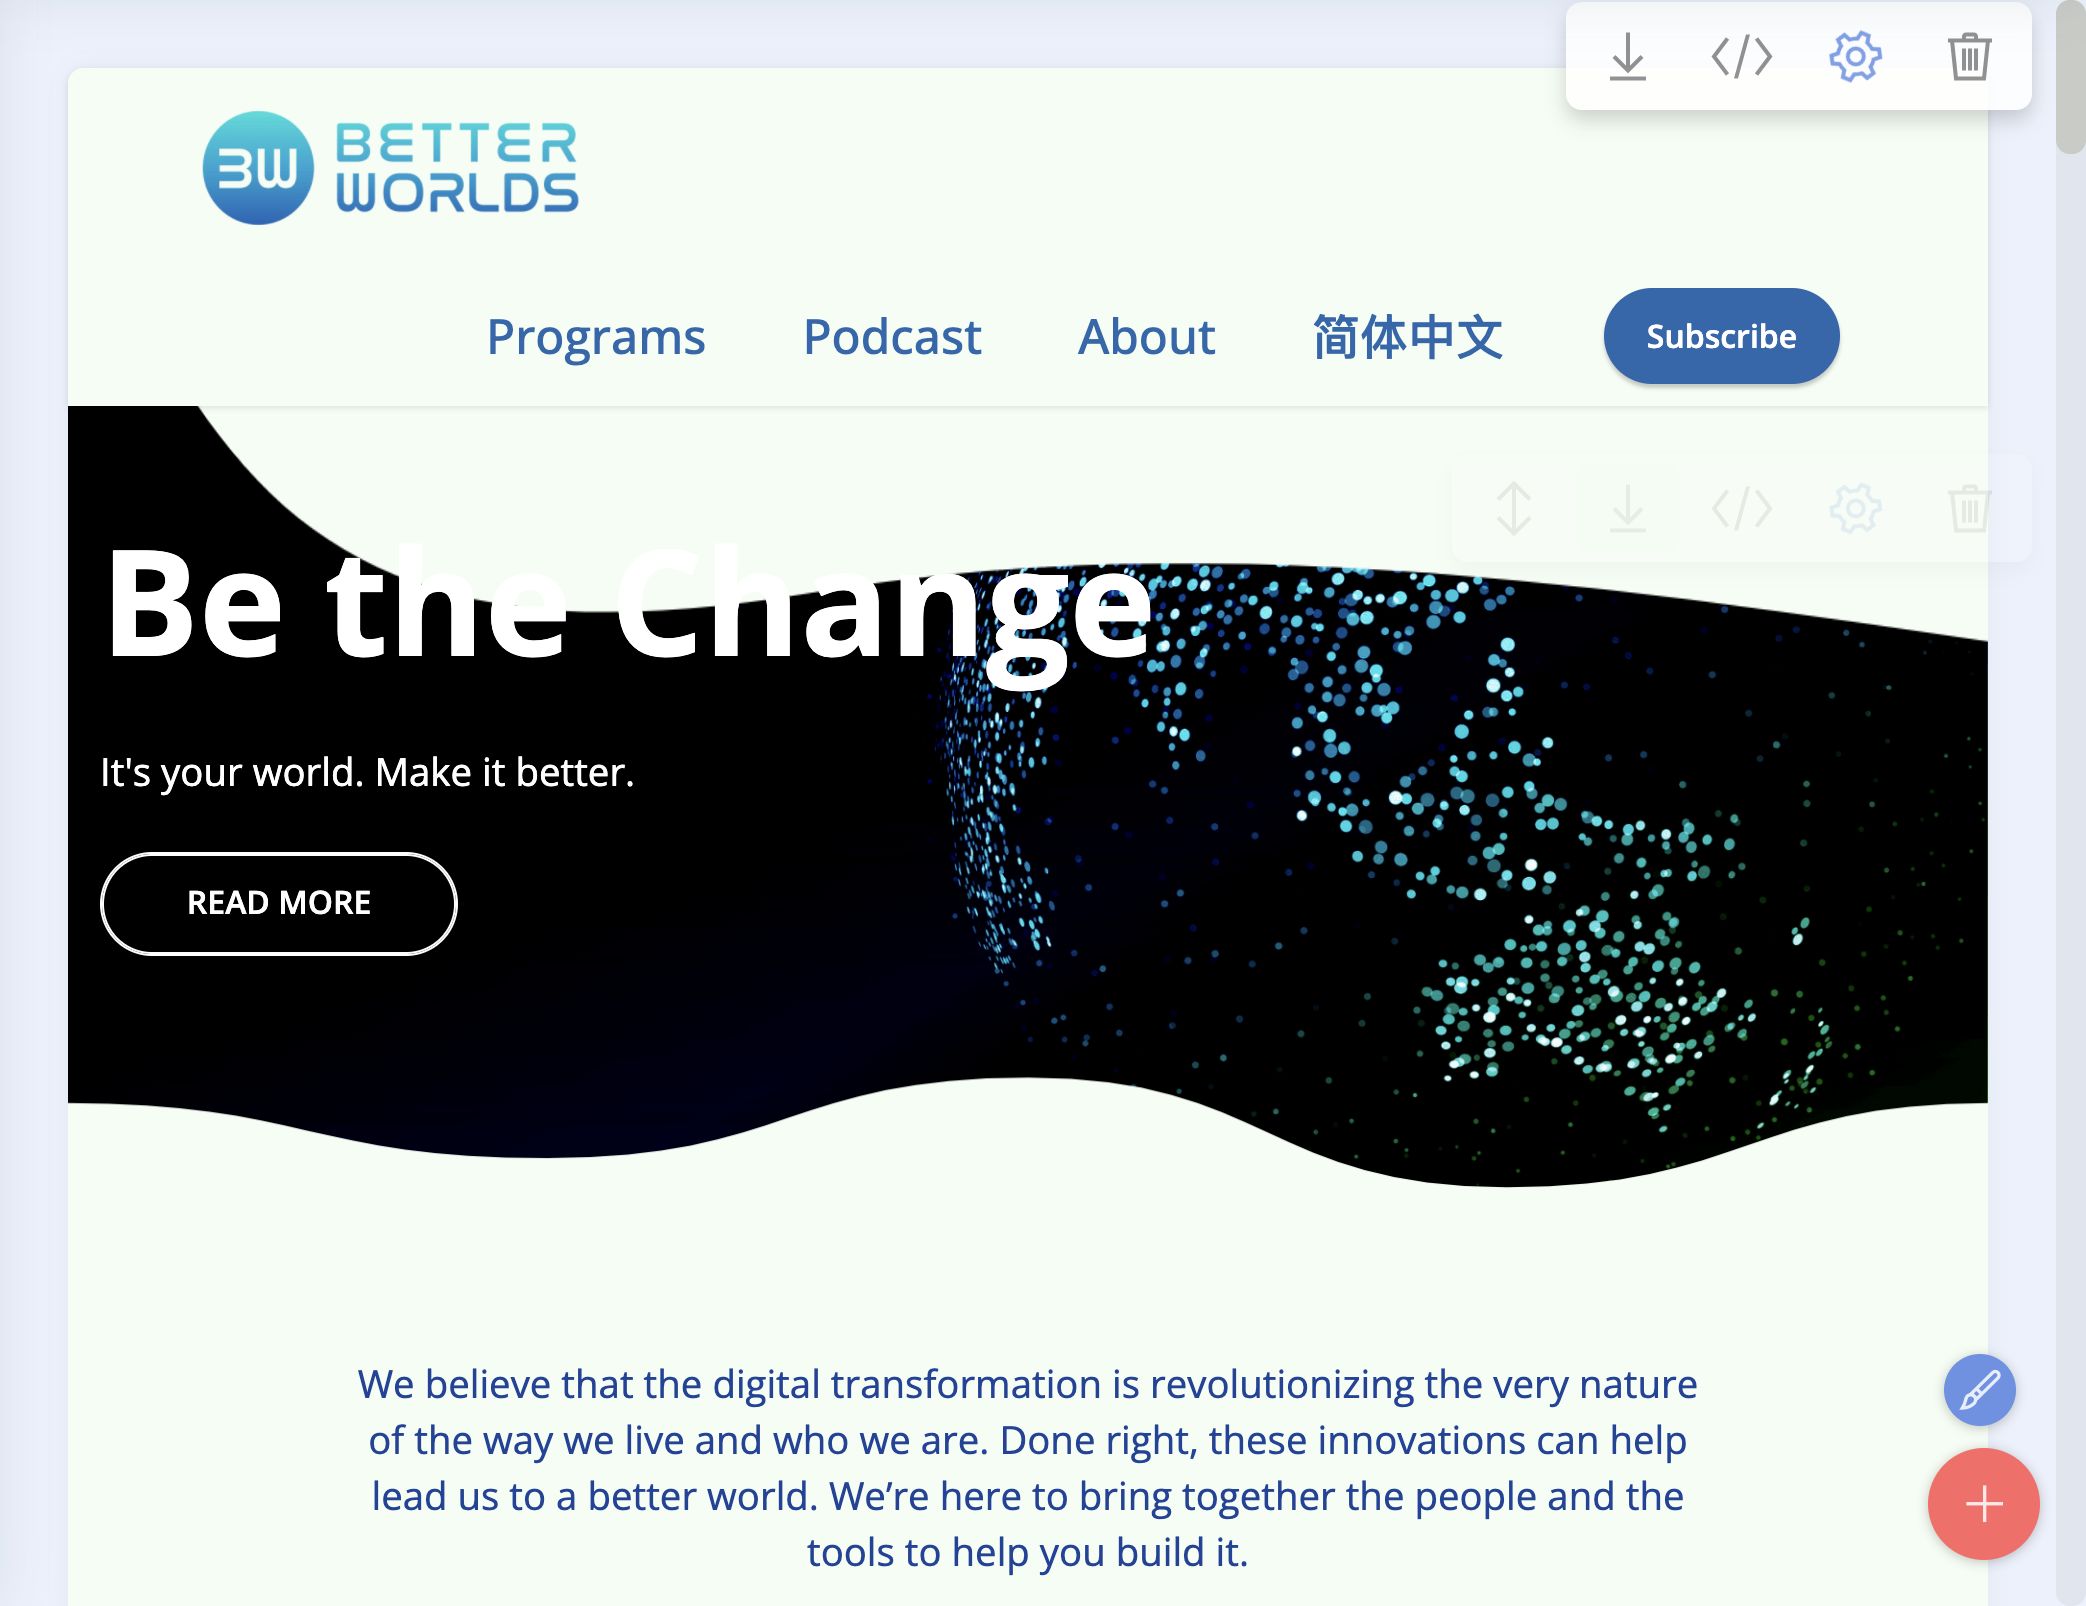 BW BETTER
WORLDS
Programs Podcast About 简体中文 Subscribe
Be the Change
It's your world. Make it better.
READ MORE
We believe that the digital transformation is revolutionizing the very nature
of the way we live and who we are. Done right, these innovations can help
lead us to a better world. We’re here to bring together the people and the
tools to help you build it.